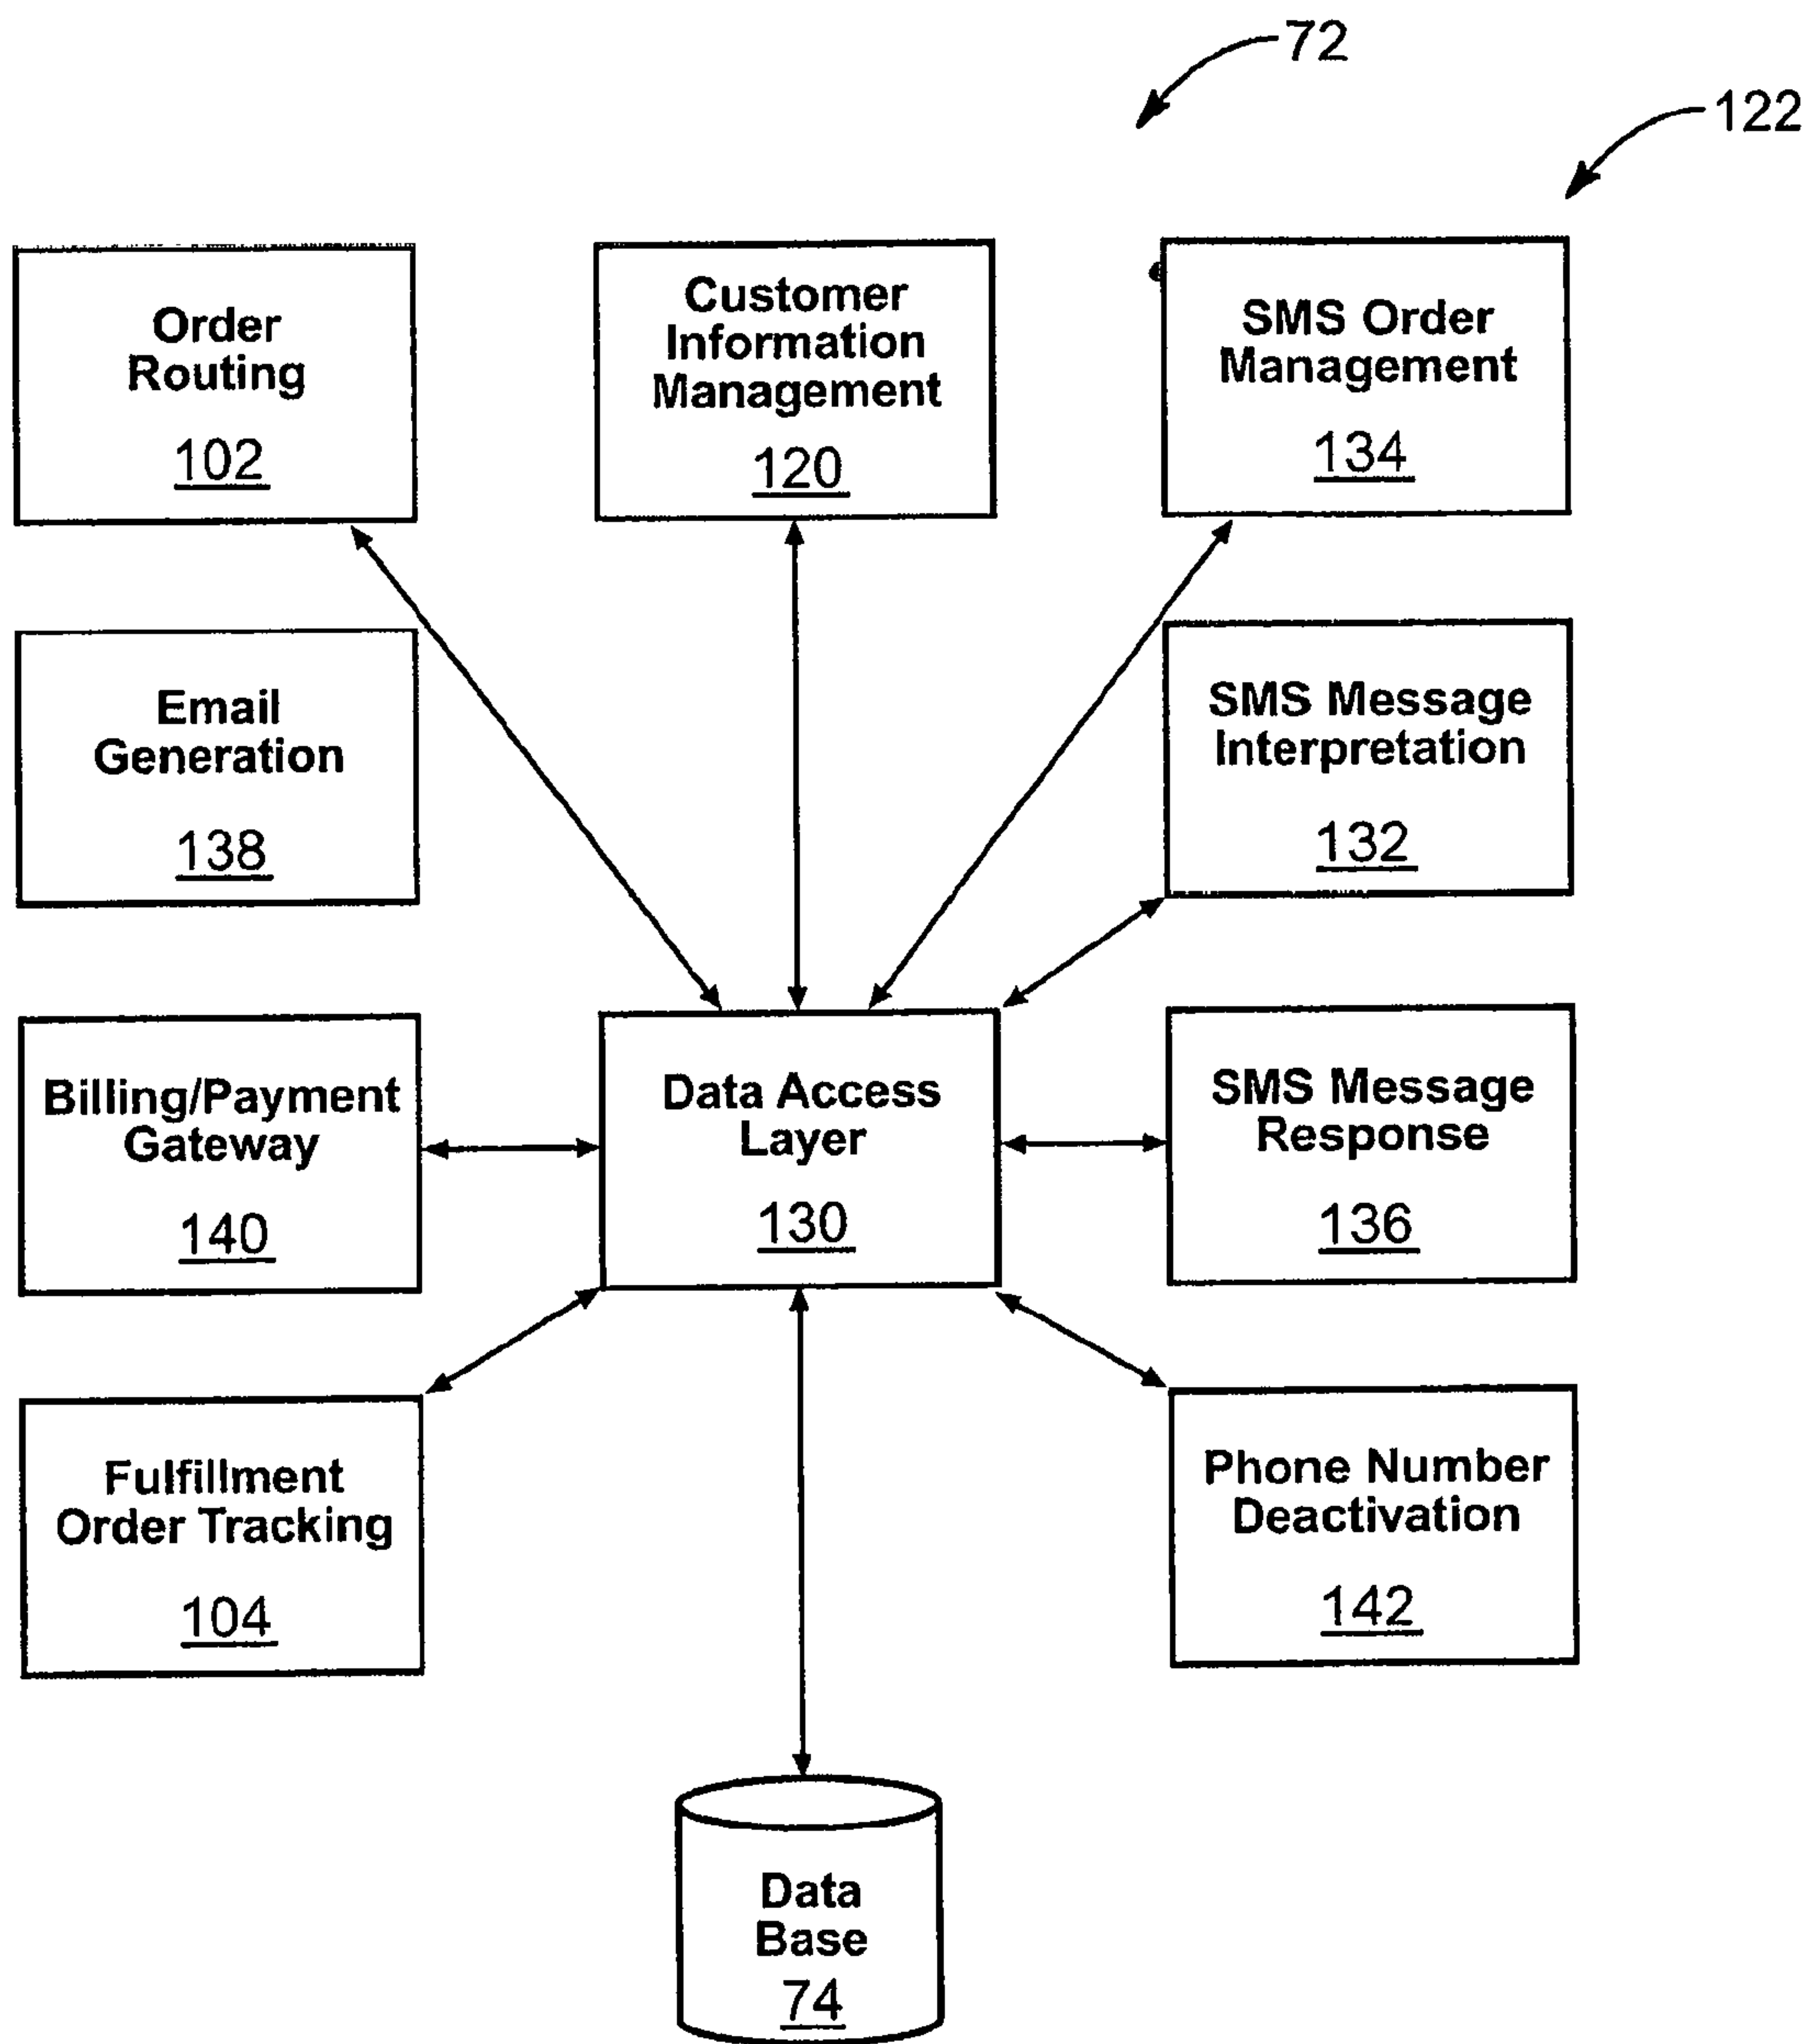 72
122
Order
Routing
102
Customer
Information
Management
120
SMS Order
Management
134
Email
Generation
138
SMS Message
Interpretation
132
Billing/Payment
Gateway
140
Data Access
Layer
130
SMS Message
Response
136
Fulfillment
Order Tracking
104
Phone Number
Deactivation
142
Data
Base
74